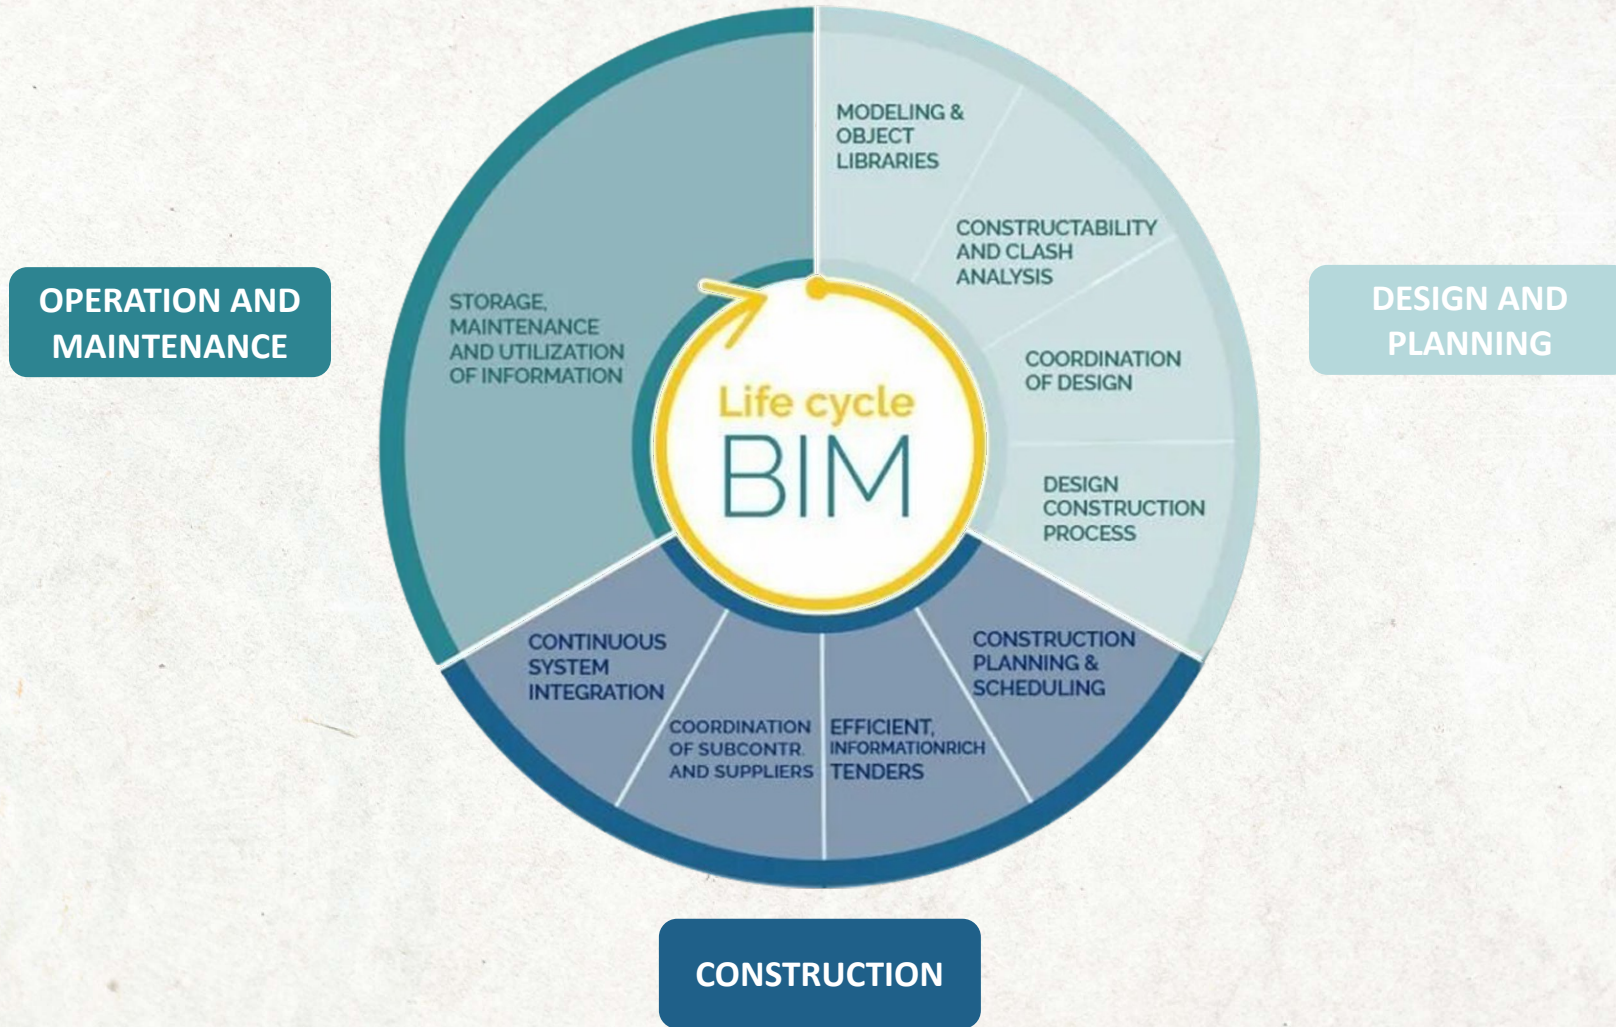 MODELING &
OBJECT
LIBRARIES
CONSTRUCTABILITY
AND CLASH
ANALYSIS
COORDINATION
OF DESIGN
DESIGN
CONSTRUCTION
PROCESS
DESIGN AND
PLANNING
CONSTRUCTION
PLANNING &
SCHEDULING
EFFICIENT,
INFORMATIONRICH
TENDERS
COORDINATION
OF SUBCONTR.
AND SUPPLIERS
CONTINUOUS
SYSTEM
INTEGRATION
CONSTRUCTION
STORAGE,
MAINTENANCE
AND UTILIZATION
OF INFORMATION
OPERATION AND
MAINTENANCE
Life cycle
BIM